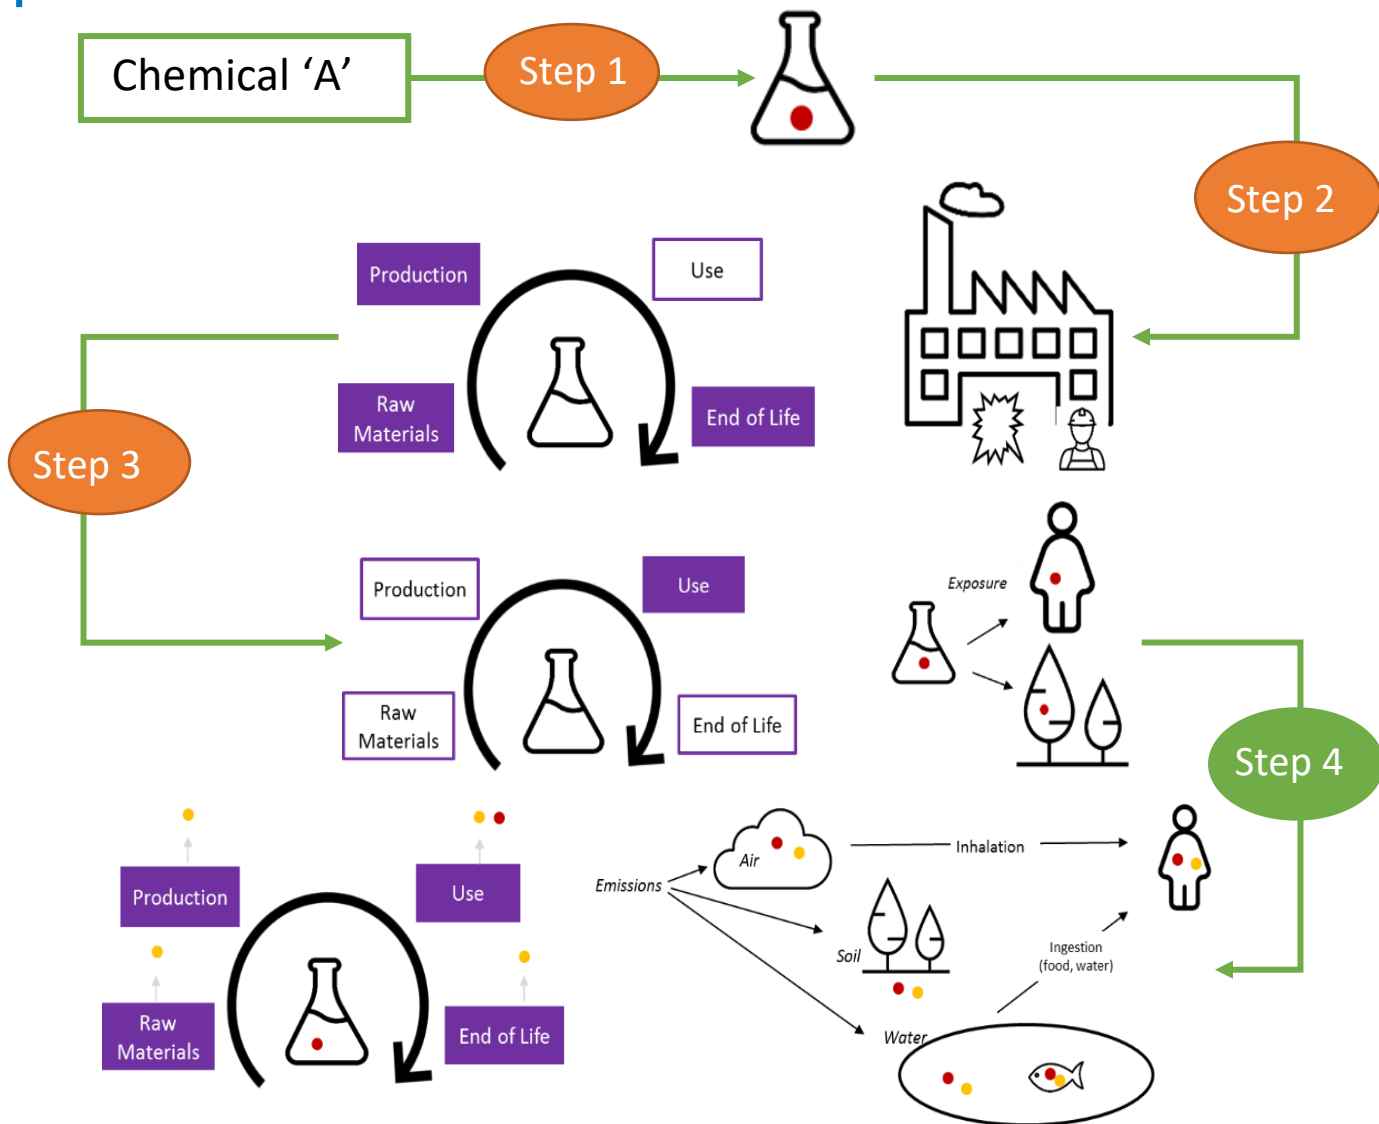 Chemical ‘A’
Step 1
Step 2
Production
Use
Raw
Materials
End of Life
Step 3
Production
Use
Raw
Materials
End of Life
Exposure
Step 4
Production
Use
Raw
Materials
End of Life
Emissions
Air
Inhalation
Soil
Ingestion
(food, water)
Water